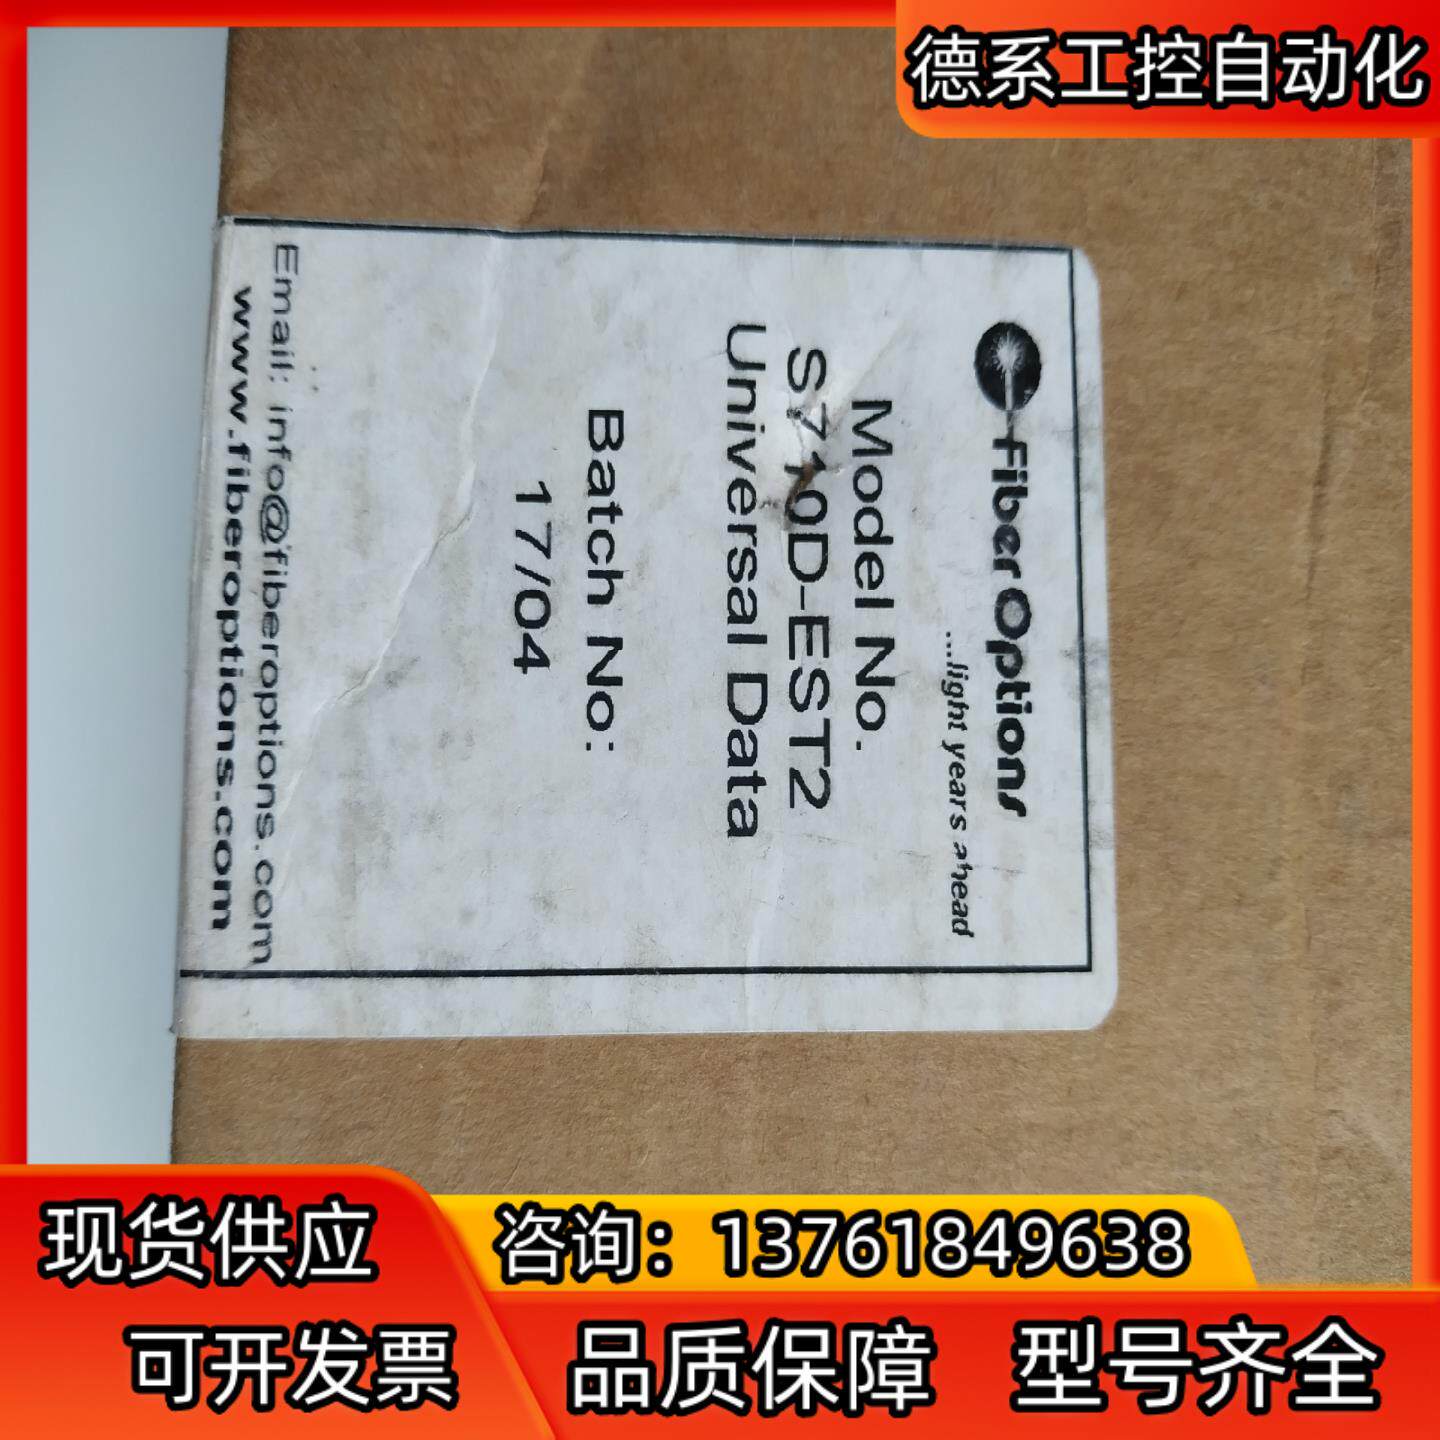 德系工控自动化
Fiber Options
...light years ahead
Model No.
S710D-EST2
Universal Data
Batch No:
17/04
Email: info@fiberoptions.com
www.fiberoptions.com
现货供应
咨询：13761849638
可开发票
品质保障
型号齐全